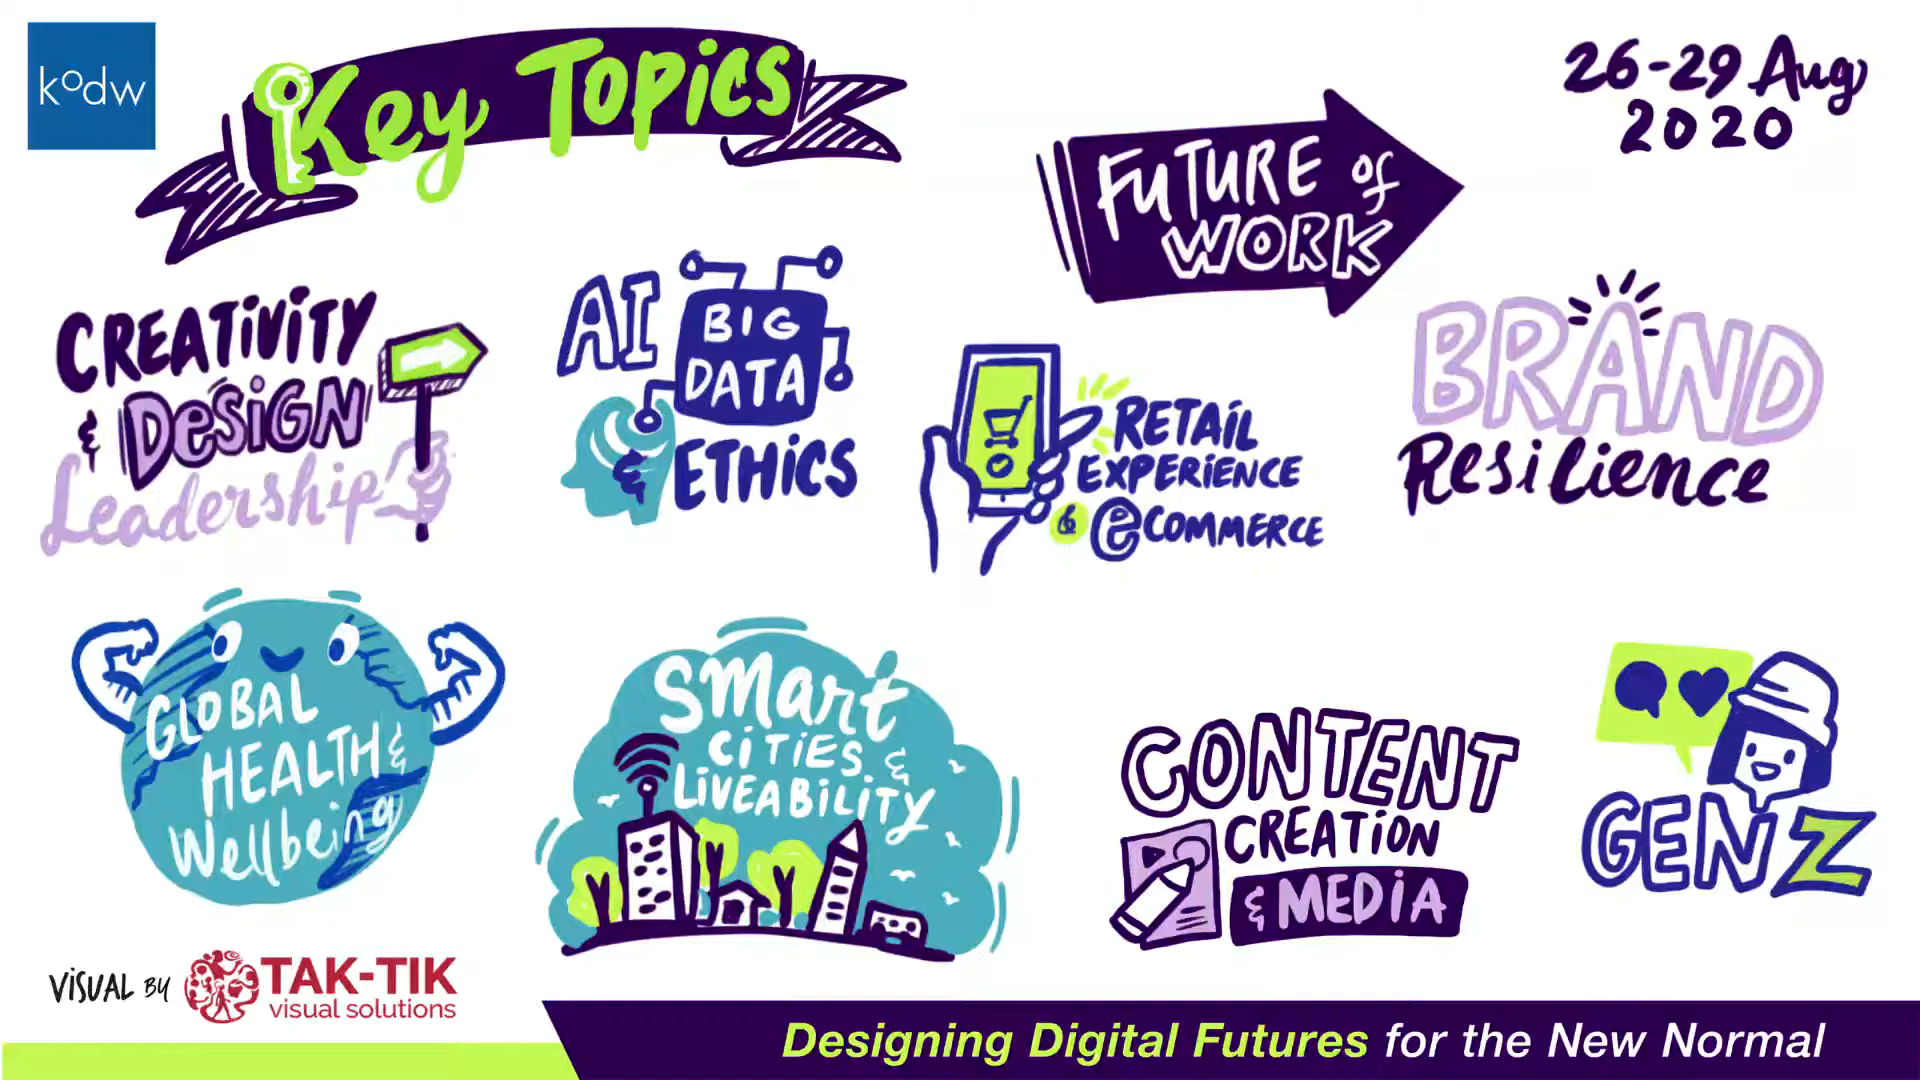 kodw
Key Topics
26-29 Aug
2020
FUTURE of
WORK
CREATIVITY
& DESIGN
Leadership
AI BIG
DATA
& ETHICS
RETAIL
EXPERIENCE
& eCOMMERCE
BRAND
Resilience
GLOBAL
HEALTH &
Wellbeing
Smart
CITIES &
LIVEABILITY
CONTENT
CREATION
& MEDIA
GEN Z
VISUAL BY TAK-TIK
visual solutions
Designing Digital Futures for the New Normal